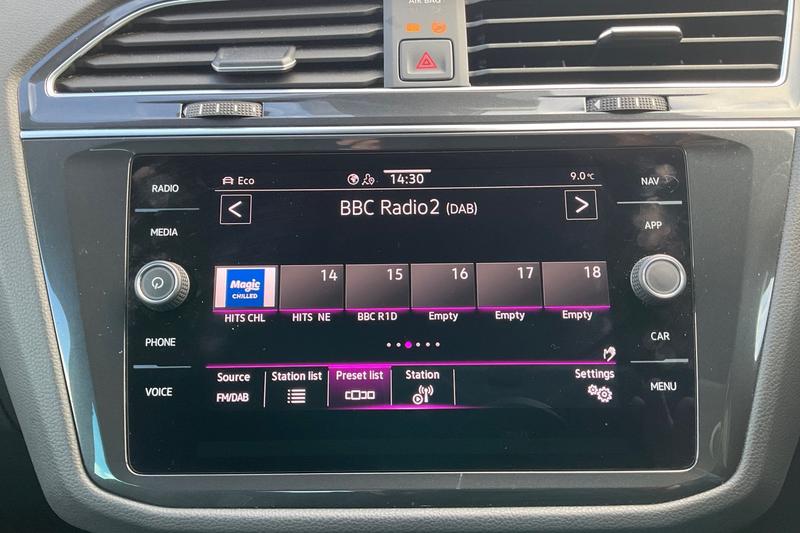 AIR BAG
RADIO
MEDIA
PHONE
VOICE
Eco
14:30
9.0°C
<
BBC Radio2 (DAB)
>
Magic
CHILLED
14
15
16
17
18
HITS CHL
HITS NE
BBC R1D
Empty
Empty
Empty
Source
FM/DAB
Station list
Preset list
Station
Settings
NAV
APP
CAR
MENU